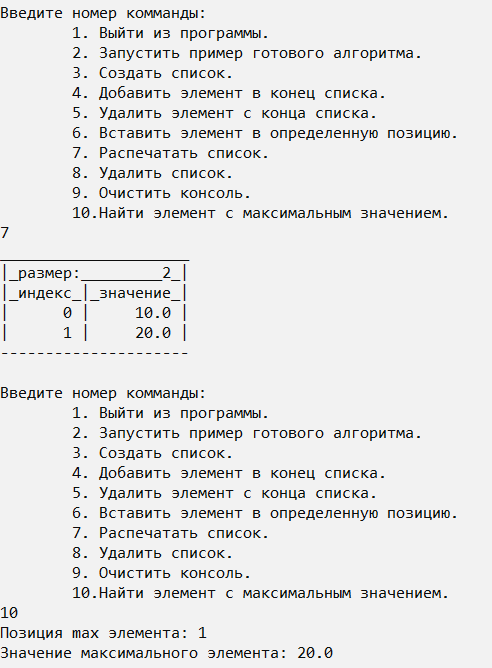 Введите номер комманды:
1. Выйти из программы.
2. Запустить пример готового алгоритма.
3. Создать список.
4. Добавить элемент в конец списка.
5. Удалить элемент с конца списка.
6. Вставить элемент в определенную позицию.
7. Распечатать список.
8. Удалить список.
9. Очистить консоль.
10.Найти элемент с максимальным значением.
7
_____________________
|_размер:_________2_|
|_индекс_|_значение_|
|      0 |     10.0 |
|      1 |     20.0 |
---------------------
Введите номер комманды:
1. Выйти из программы.
2. Запустить пример готового алгоритма.
3. Создать список.
4. Добавить элемент в конец списка.
5. Удалить элемент с конца списка.
6. Вставить элемент в определенную позицию.
7. Распечатать список.
8. Удалить список.
9. Очистить консоль.
10.Найти элемент с максимальным значением.
10
Позиция max элемента: 1
Значение максимального элемента: 20.0